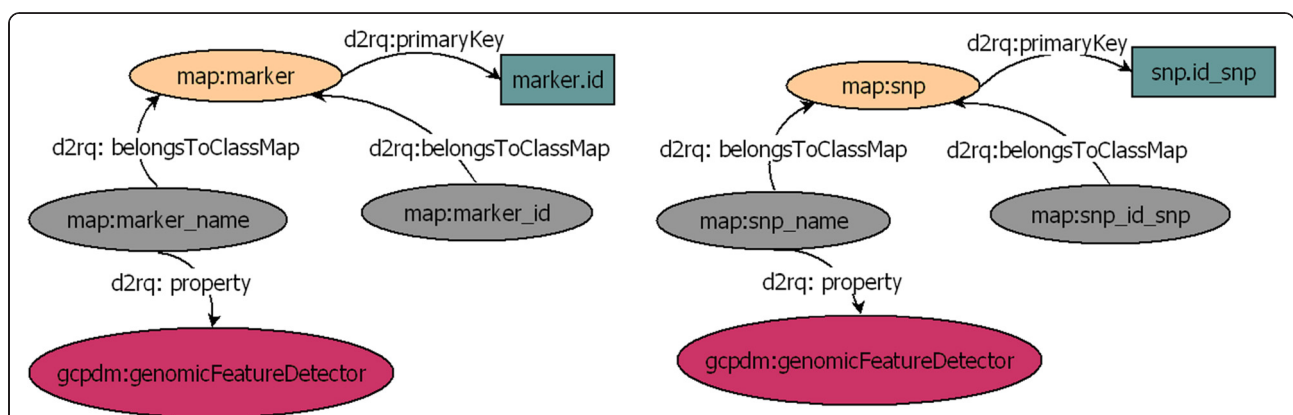 d2rq:primaryKey
map:marker
marker.id
d2rq: belongsToClassMap
d2rq:belongsToClassMap
map:marker_name
map:marker_id
d2rq: property
gcpdm:genomicFeatureDetector
d2rq:primaryKey
map:snp
snp.id_snp
d2rq: belongsToClassMap
d2rq:belongsToClassMap
map:snp_name
map:snp_id_snp
d2rq: property
gcpdm:genomicFeatureDetector